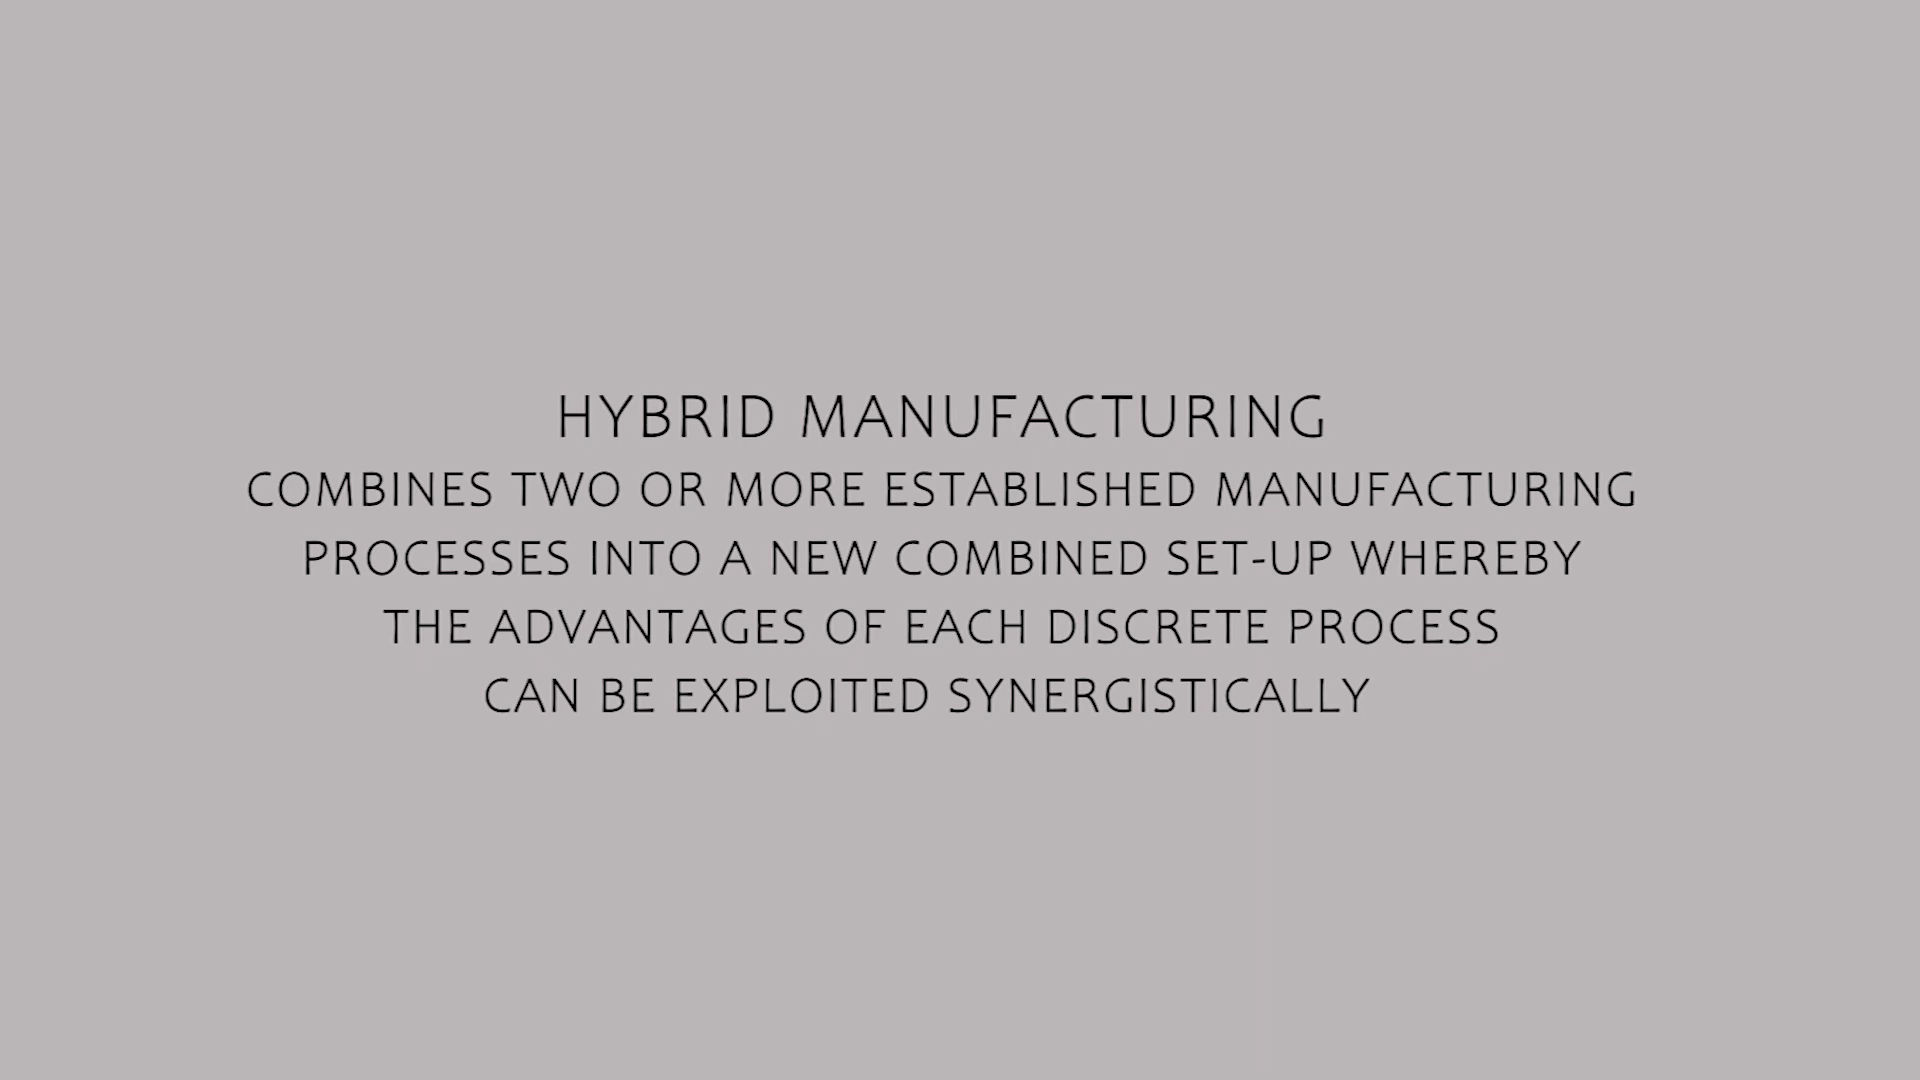 HYBRID MANUFACTURING
COMBINES TWO OR MORE ESTABLISHED MANUFACTURING
PROCESSES INTO A NEW COMBINED SET-UP WHEREBY
THE ADVANTAGES OF EACH DISCRETE PROCESS
CAN BE EXPLOITED SYNERGISTICALLY